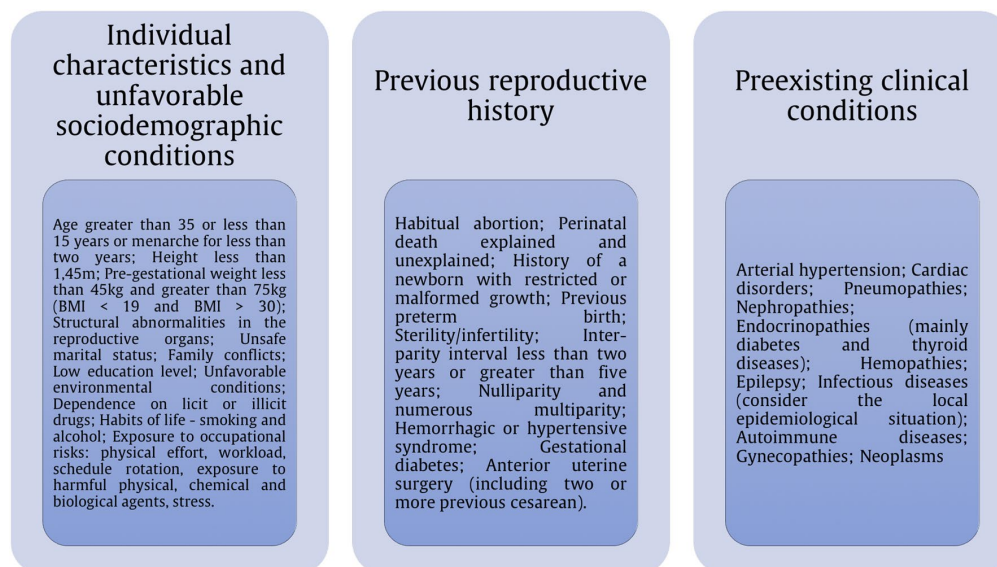 Individual
characteristics and
unfavorable
sociodemographic
conditions
Age greater than 35 or less than
15 years or menarche for less than
two years; Height less than
1,45m; Pre-gestational weight less
than 45kg and greater than 75kg
(BMI < 19 and BMI > 30);
Structural abnormalities in the
reproductive organs; Unsafe
marital status; Family conflicts;
Low education level; Unfavorable
environmental conditions;
Dependence on licit or illicit
drugs; Habits of life - smoking and
alcohol; Exposure to occupational
risks: physical effort, workload,
schedule rotation, exposure to
harmful physical, chemical and
biological agents, stress.
Previous reproductive
history
Habitual abortion; Perinatal
death explained and
unexplained; History of a
newborn with restricted or
malformed growth; Previous
preterm birth;
Sterility/infertility; Inter-
parity interval less than two
years or greater than five
years; Nulliparity and
numerous multiparity;
Hemorrhagic or hypertensive
syndrome; Gestational
diabetes; Anterior uterine
surgery (including two or
more previous cesarean).
Preexisting clinical
conditions
Arterial hypertension; Cardiac
disorders; Pneumopathies;
Nephropathies;
Endocrinopathies (mainly
diabetes and thyroid
diseases); Hemopathies;
Epilepsy; Infectious diseases
(consider the local
epidemiological situation);
Autoimmune diseases;
Gynecopathies; Neoplasms